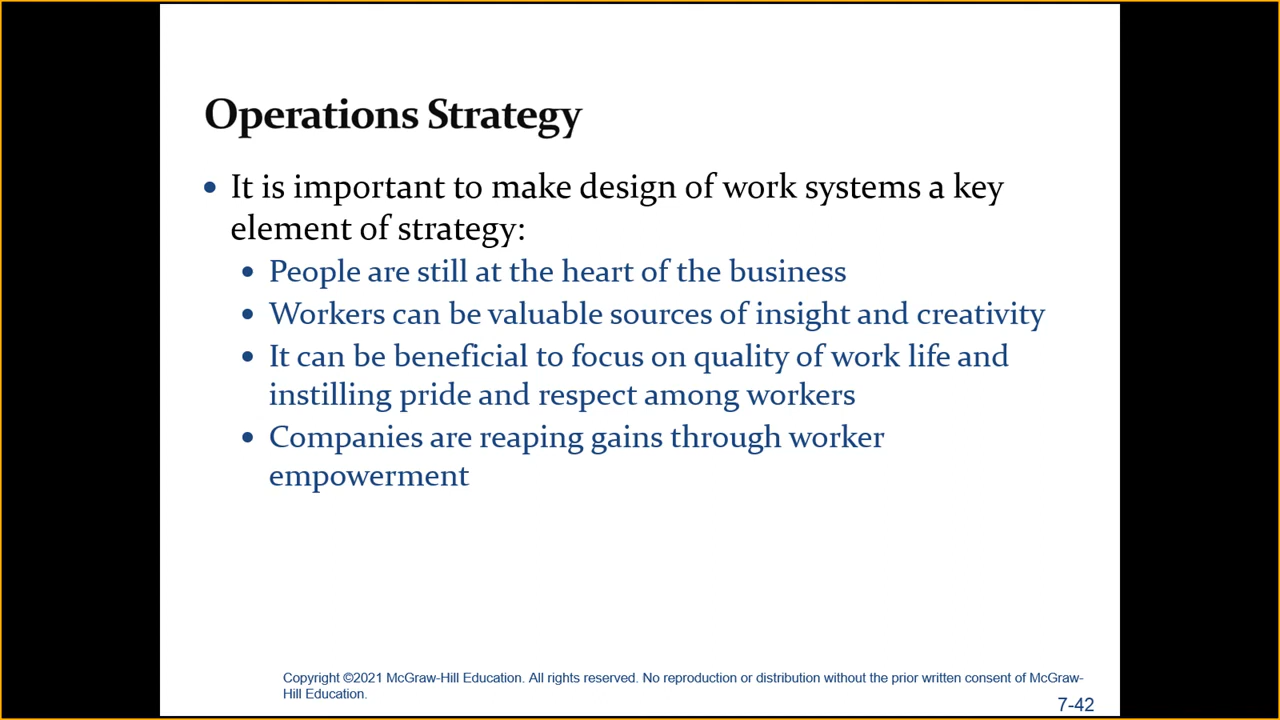 Operations Strategy
• It is important to make design of work systems a key
element of strategy:
• People are still at the heart of the business
• Workers can be valuable sources of insight and creativity
• It can be beneficial to focus on quality of work life and
instilling pride and respect among workers
• Companies are reaping gains through worker
empowerment
Copyright ©2021 McGraw-Hill Education. All rights reserved. No reproduction or distribution without the prior written consent of McGraw-
Hill Education.
7-42